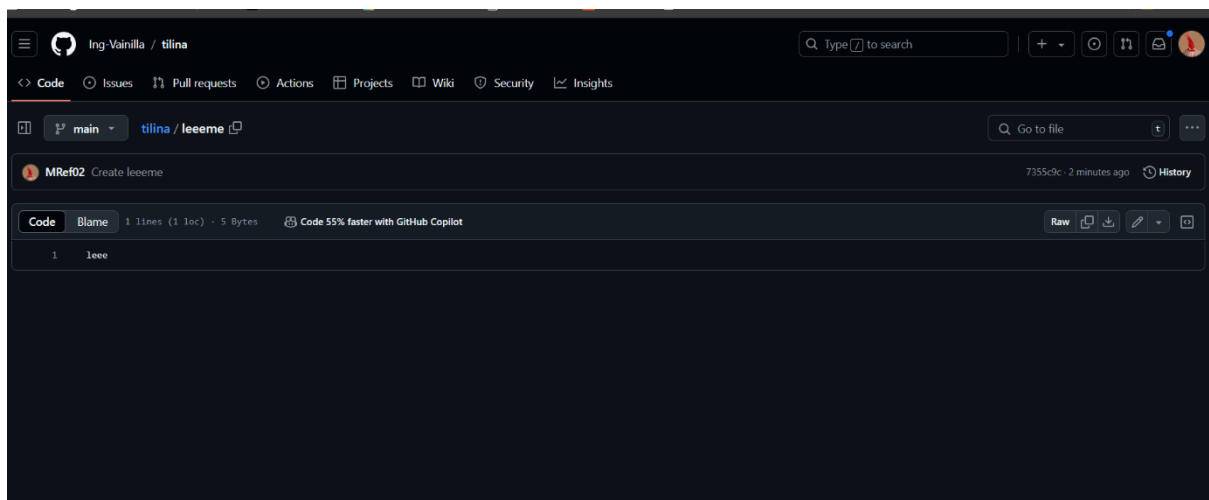 Ing-Vainilla / tilina
Type / to search
Code Issues Pull requests Actions Projects Wiki Security Insights
main tilina / leeeme Go to file t
MRef02 Create leeeme 7355c9c · 2 minutes ago History
Code Blame 1 lines (1 loc) · 5 Bytes Code 55% faster with GitHub Copilot Raw
1 leee